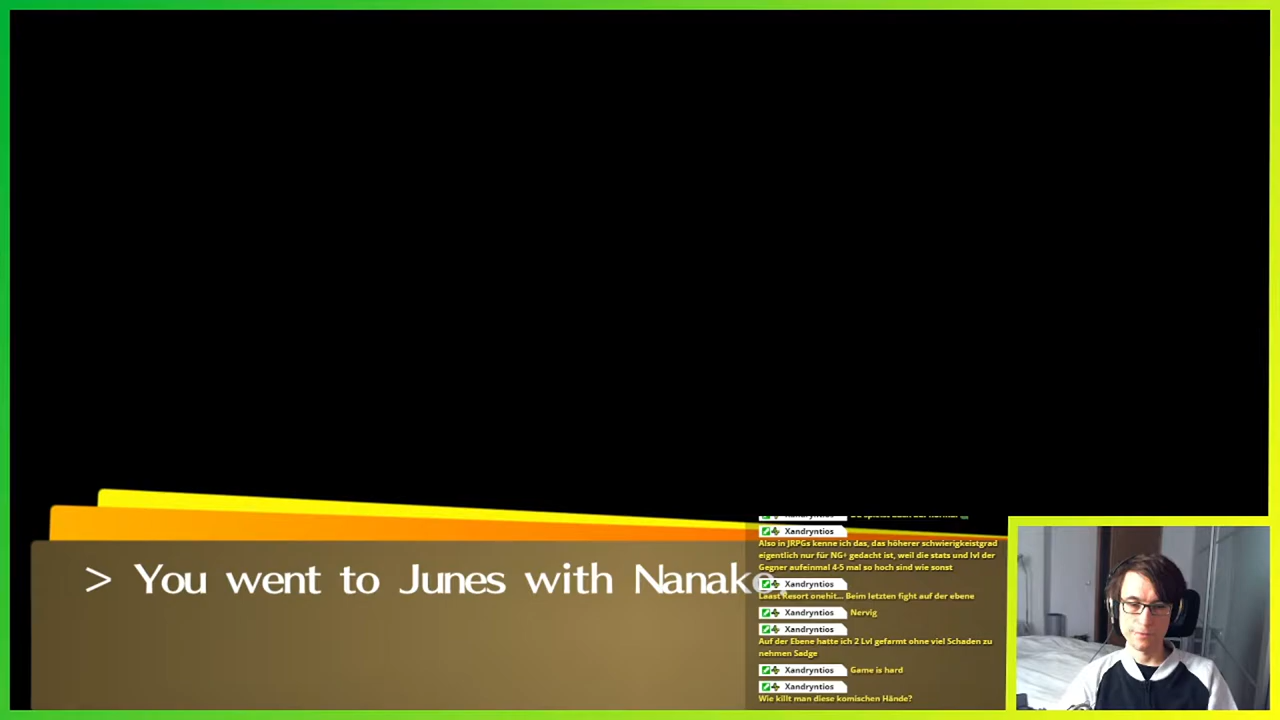 > You went to Junes with Nanako,
Xandryntios
Also in JRPGs kenne ich das, das höherer schwierigkeistgrad
eigentlich nur für NG+ gedacht ist, weil die stats und lvl der
Gegner aufeinmal 4-5 mal so hoch sind wie sonst
Xandryntios
Laast Resort onehit... Beim letzten fight auf der ebene
Xandryntios Nervig
Xandryntios
Auf der Ebene hatte ich 2 Lvl gefarmt ohne viel Schaden zu
nehmen Sadge
Xandryntios Game is hard
Xandryntios
Wie killt man diese komischen Hände?